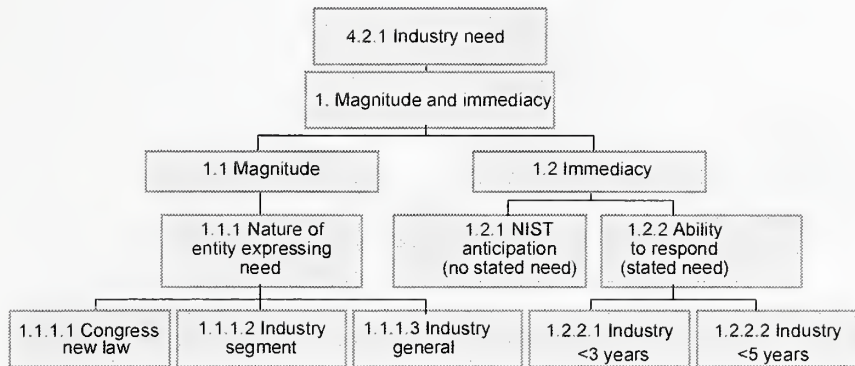 4.2.1 Industry need
1. Magnitude and immediacy
1.1 Magnitude
1.2 Immediacy
1.1.1 Nature of
entity expressing
need
1.2.1 NIST
anticipation
(no stated need)
1.2.2 Ability
to respond
(stated need)
1.1.1.1 Congress
new law
1.1.1.2 Industry
segment
1.1.1.3 Industry
general
1.2.2.1 Industry
<3 years
1.2.2.2 Industry
<5 years